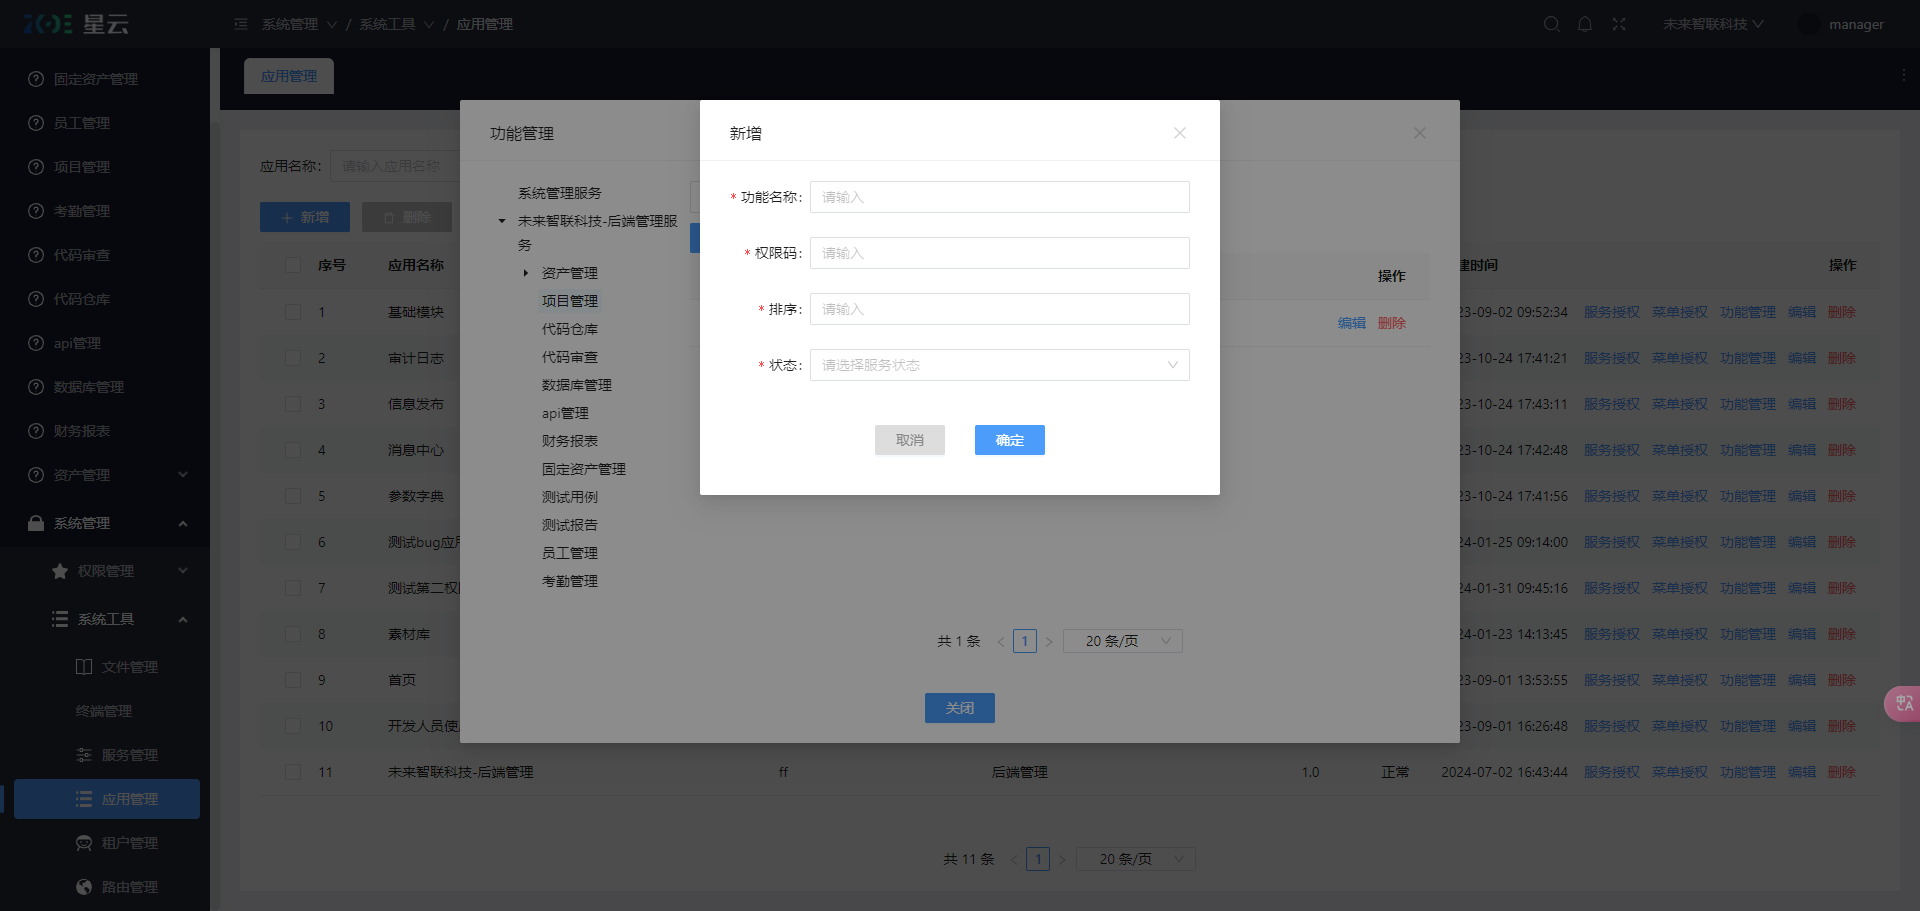 星云
系统管理 / 系统工具 / 应用管理
未来智联科技
manager
固定资产管理
员工管理
项目管理
考勤管理
代码审查
代码仓库
api管理
数据库管理
财务报表
资产管理
系统管理
权限管理
系统工具
文件管理
终端管理
服务管理
应用管理
租户管理
路由管理
应用管理
应用名称: 请输入应用名称
新增 删除
序号 应用名称 建时间 操作
1 基础模块 23-09-02 09:52:34 服务授权 菜单授权 功能管理 编辑 删除
2 审计日志 23-10-24 17:41:21 服务授权 菜单授权 功能管理 编辑 删除
3 信息发布 23-10-24 17:43:11 服务授权 菜单授权 功能管理 编辑 删除
4 消息中心 23-10-24 17:42:48 服务授权 菜单授权 功能管理 编辑 删除
5 参数字典 23-10-24 17:41:56 服务授权 菜单授权 功能管理 编辑 删除
6 测试bug应用 24-01-25 09:14:00 服务授权 菜单授权 功能管理 编辑 删除
7 测试第二权 24-01-31 09:45:16 服务授权 菜单授权 功能管理 编辑 删除
8 素材库 24-01-23 14:13:45 服务授权 菜单授权 功能管理 编辑 删除
9 首页 23-09-01 13:53:55 服务授权 菜单授权 功能管理 编辑 删除
10 开发人员使 23-09-01 16:26:48 服务授权 菜单授权 功能管理 编辑 删除
11 未来智联科技-后端管理 ff 后端管理 1.0 正常 2024-07-02 16:43:44 服务授权 菜单授权 功能管理 编辑 删除
共 11 条 < 1 > 20 条/页
功能管理
系统管理服务
未来智联科技-后端管理服
务
资产管理
项目管理
代码仓库
代码审查
数据库管理
api管理
财务报表
固定资产管理
测试用例
测试报告
员工管理
考勤管理
操作
编辑 删除
共 1 条 < 1 > 20 条/页
关闭
新增
* 功能名称: 请输入
* 权限码: 请输入
* 排序: 请输入
* 状态: 请选择服务状态
取消 确定